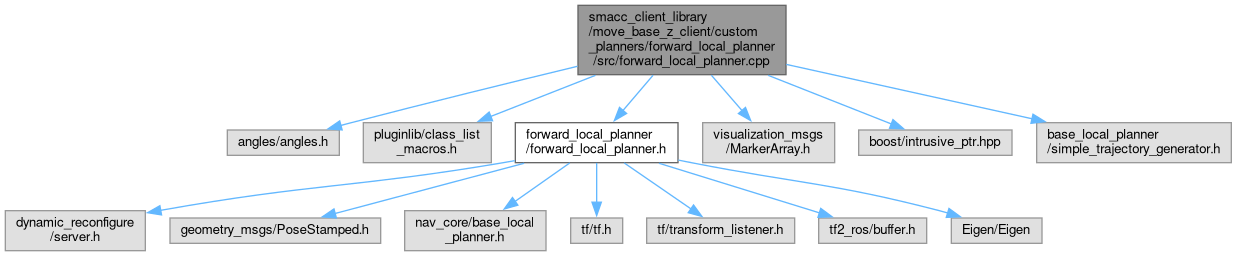 smacc_client_library
/move_base_z_client/custom
_planners/forward_local_planner
/src/forward_local_planner.cpp
angles/angles.h
pluginlib/class_list
_macros.h
forward_local_planner
/forward_local_planner.h
visualization_msgs
/MarkerArray.h
boost/intrusive_ptr.hpp
base_local_planner
/simple_trajectory_generator.h
dynamic_reconfigure
/server.h
geometry_msgs/PoseStamped.h
nav_core/base_local
_planner.h
tf/tf.h
tf/transform_listener.h
tf2_ros/buffer.h
Eigen/Eigen